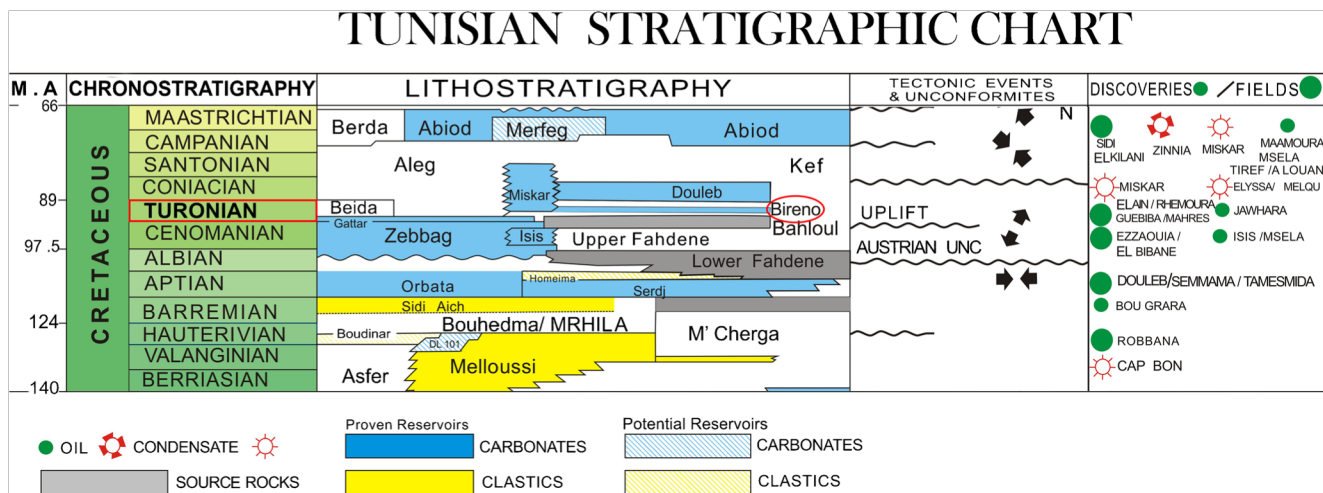 TUNISIAN STRATIGRAPHIC CHART
M . A
CHRONOSTRATIGRAPHY
LITHOSTRATIGRAPHY
TECTONIC EVENTS
& UNCONFORMITES
DISCOVERIES
/FIELDS
66
89
97.5
124
140
CRETACEOUS
MAASTRICHTIAN
CAMPANIAN
SANTONIAN
CONIACIAN
TURONIAN
CENOMANIAN
ALBIAN
APTIAN
BARREMIAN
HAUTERIVIAN
VALANGINIAN
BERRIASIAN
Berda
Abiod
Merfeg
Abiod
Aleg
Kef
Miskar
Douleb
Beida
Bireno
Gattar
Bahloul
Zebbag
Isis
Upper Fahdene
Lower Fahdene
Orbata
Homeima
Serdj
Sidi Aich
Bouhedma/ MRHILA
Boudinar
DL 101
M' Cherga
Melloussi
Asfer
N
UPLIFT
AUSTRIAN UNC
SIDI
ELKILANI
ZINNIA
MISKAR
MAAMOURA
MSELA
TIREF /A LOUAN
MISKAR
ELYSSA/ MELQU
ELAIN / RHEMOURA
GUEBIBA /MAHRES
JAWHARA
EZZAOUIA /
EL BIBANE
ISIS /MSELA
DOULEB/SEMMAMA / TAMESMIDA
BOU GRARA
ROBBANA
CAP BON
OIL
CONDENSATE
SOURCE ROCKS
Proven Reservoirs
CARBONATES
CLASTICS
Potential Reservoirs
CARBONATES
CLASTICS